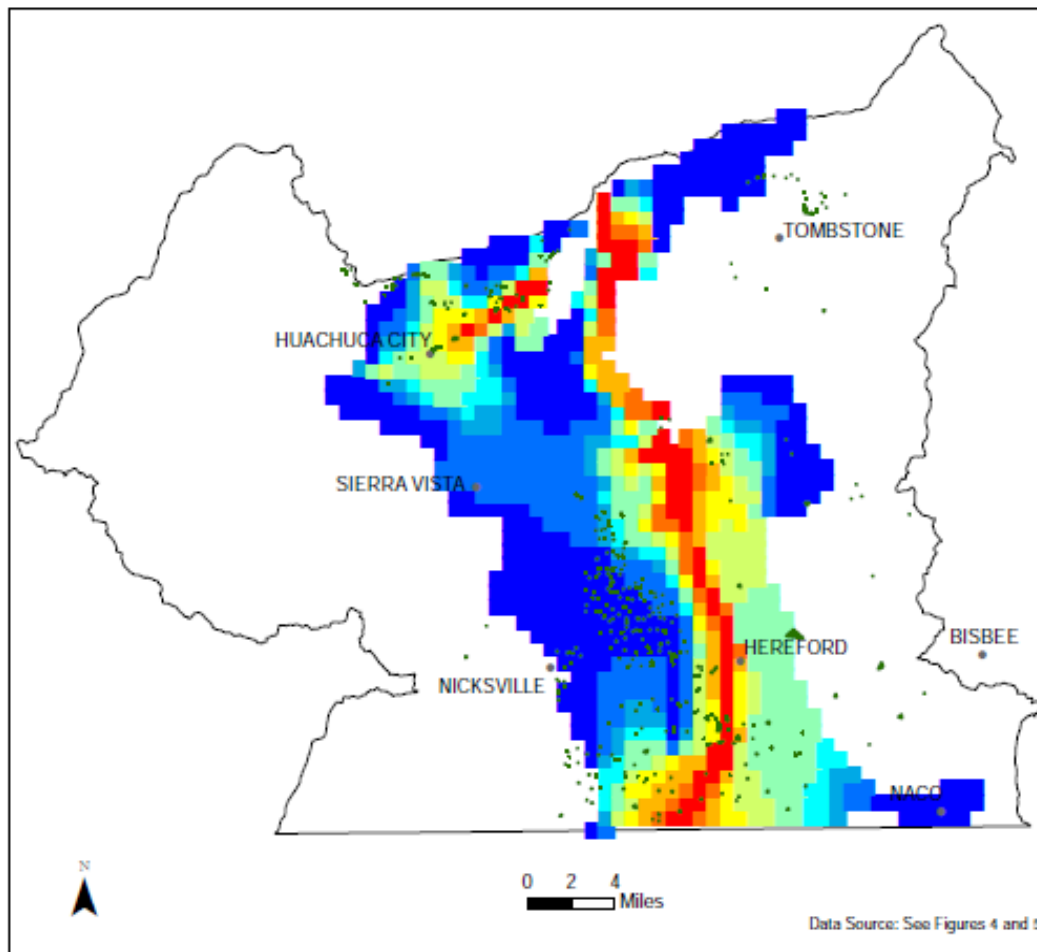 TOMBSTONE
HUACHUCA CITY
SIERRA VISTA
HEREFORD
BISBEE
NICKSVILLE
NACO
N
0 2 4
Miles
Data Source: See Figures 4 and 5